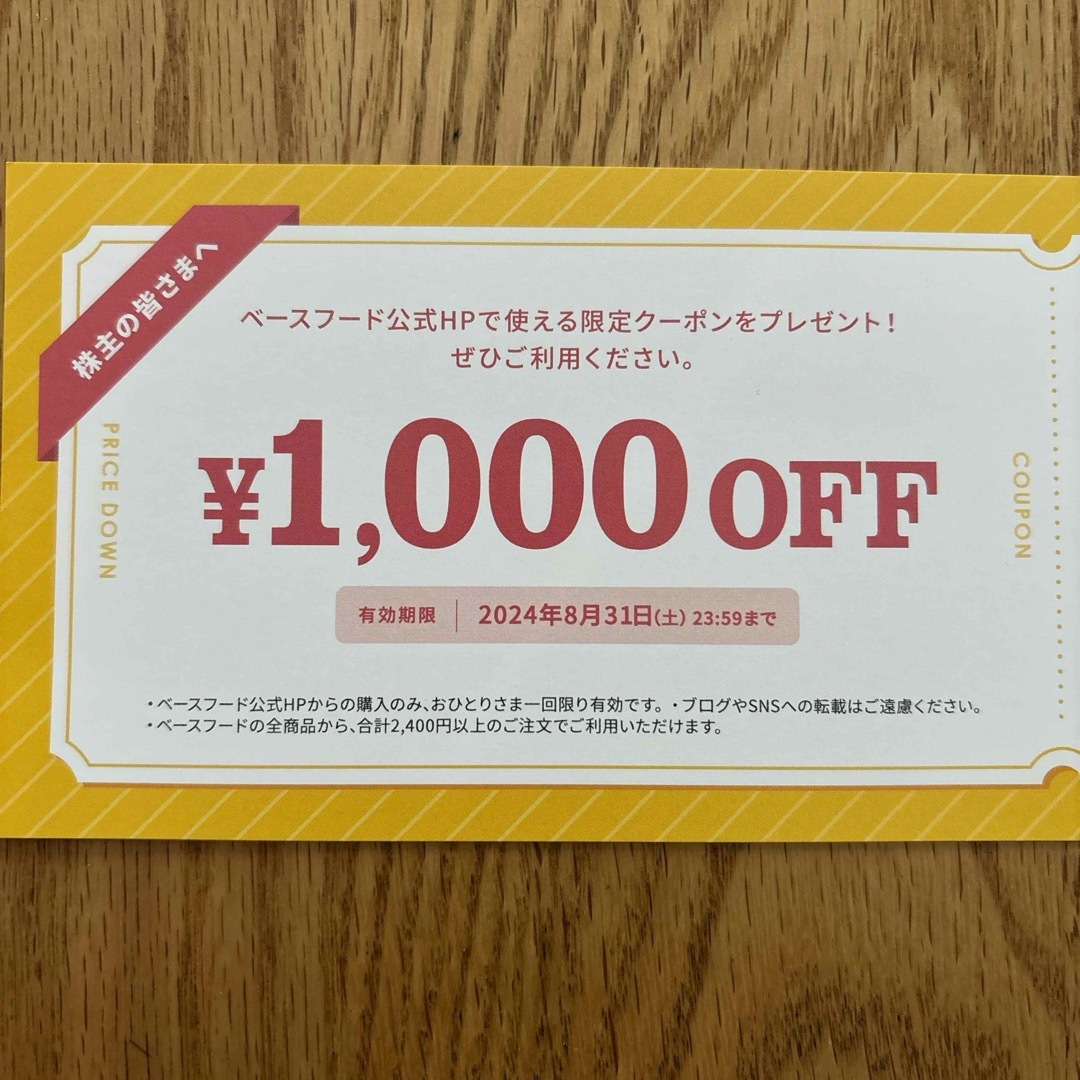 株主の皆さまへ
ベースフード公式HPで使える限定クーポンをプレゼント！
ぜひご利用ください。
PRICE DOWN
¥1,000 OFF
COUPON
有効期限 2024年8月31日(土) 23:59まで
・ベースフード公式HPからの購入のみ、おひとりさま一回限り有効です。・ブログやSNSへの転載はご遠慮ください。
・ベースフードの全商品から、合計2,400円以上のご注文でご利用いただけます。